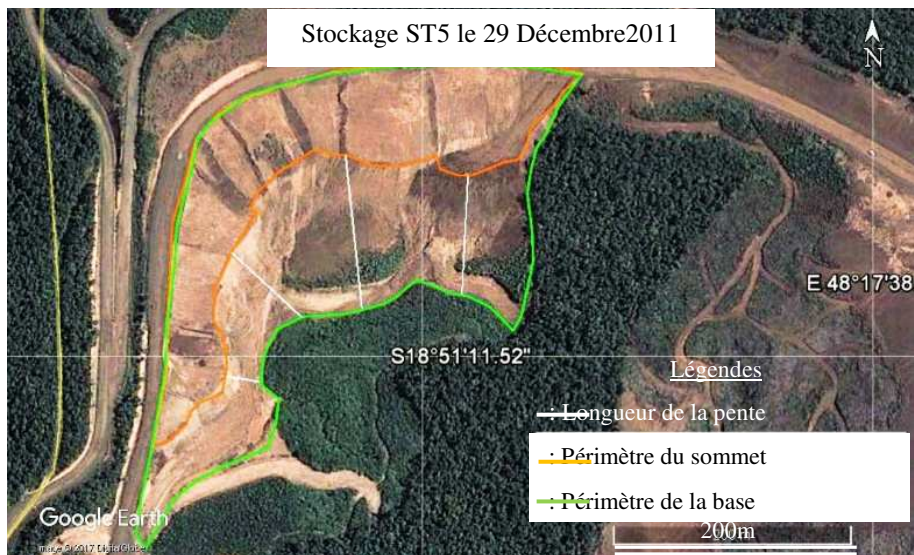 Stockage ST5 le 29 Décembre2011
N
E 48°17'38
S18°51'11.52"
Légendes
: Longueur de la pente
: Périmètre du sommet
: Périmètre de la base
Google Earth
200m